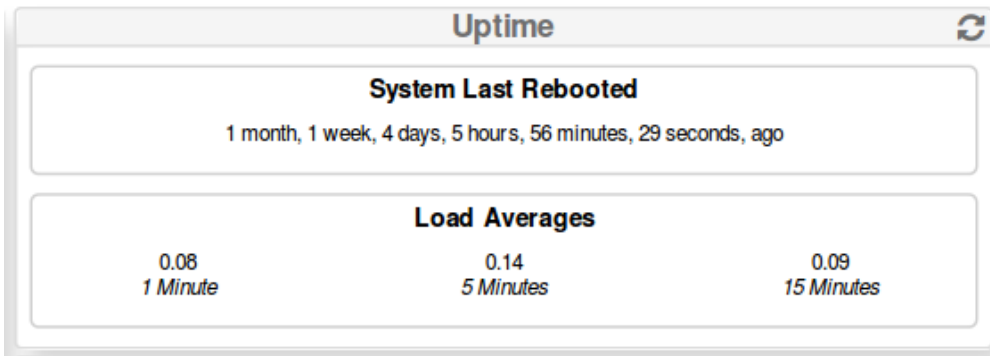 Uptime
System Last Rebooted
1 month, 1 week, 4 days, 5 hours, 56 minutes, 29 seconds, ago
Load Averages
0.08 0.14 0.09
1 Minute 5 Minutes 15 Minutes